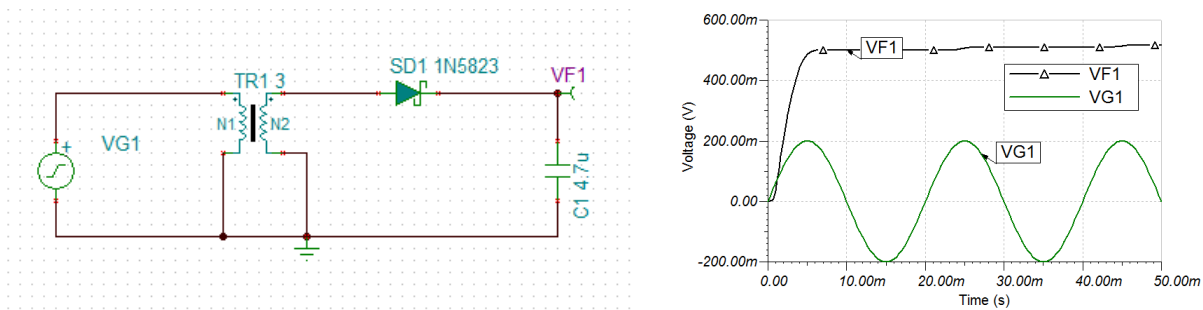 SD1 1N5823
VF1
TR1 3
N1
N2
VG1
+
C1 4.7u
600.00m
400.00m
200.00m
0.00
-200.00m
Voltage (V)
VF1
VF1
VG1
VG1
0.00
10.00m
20.00m
30.00m
40.00m
50.00m
Time (s)